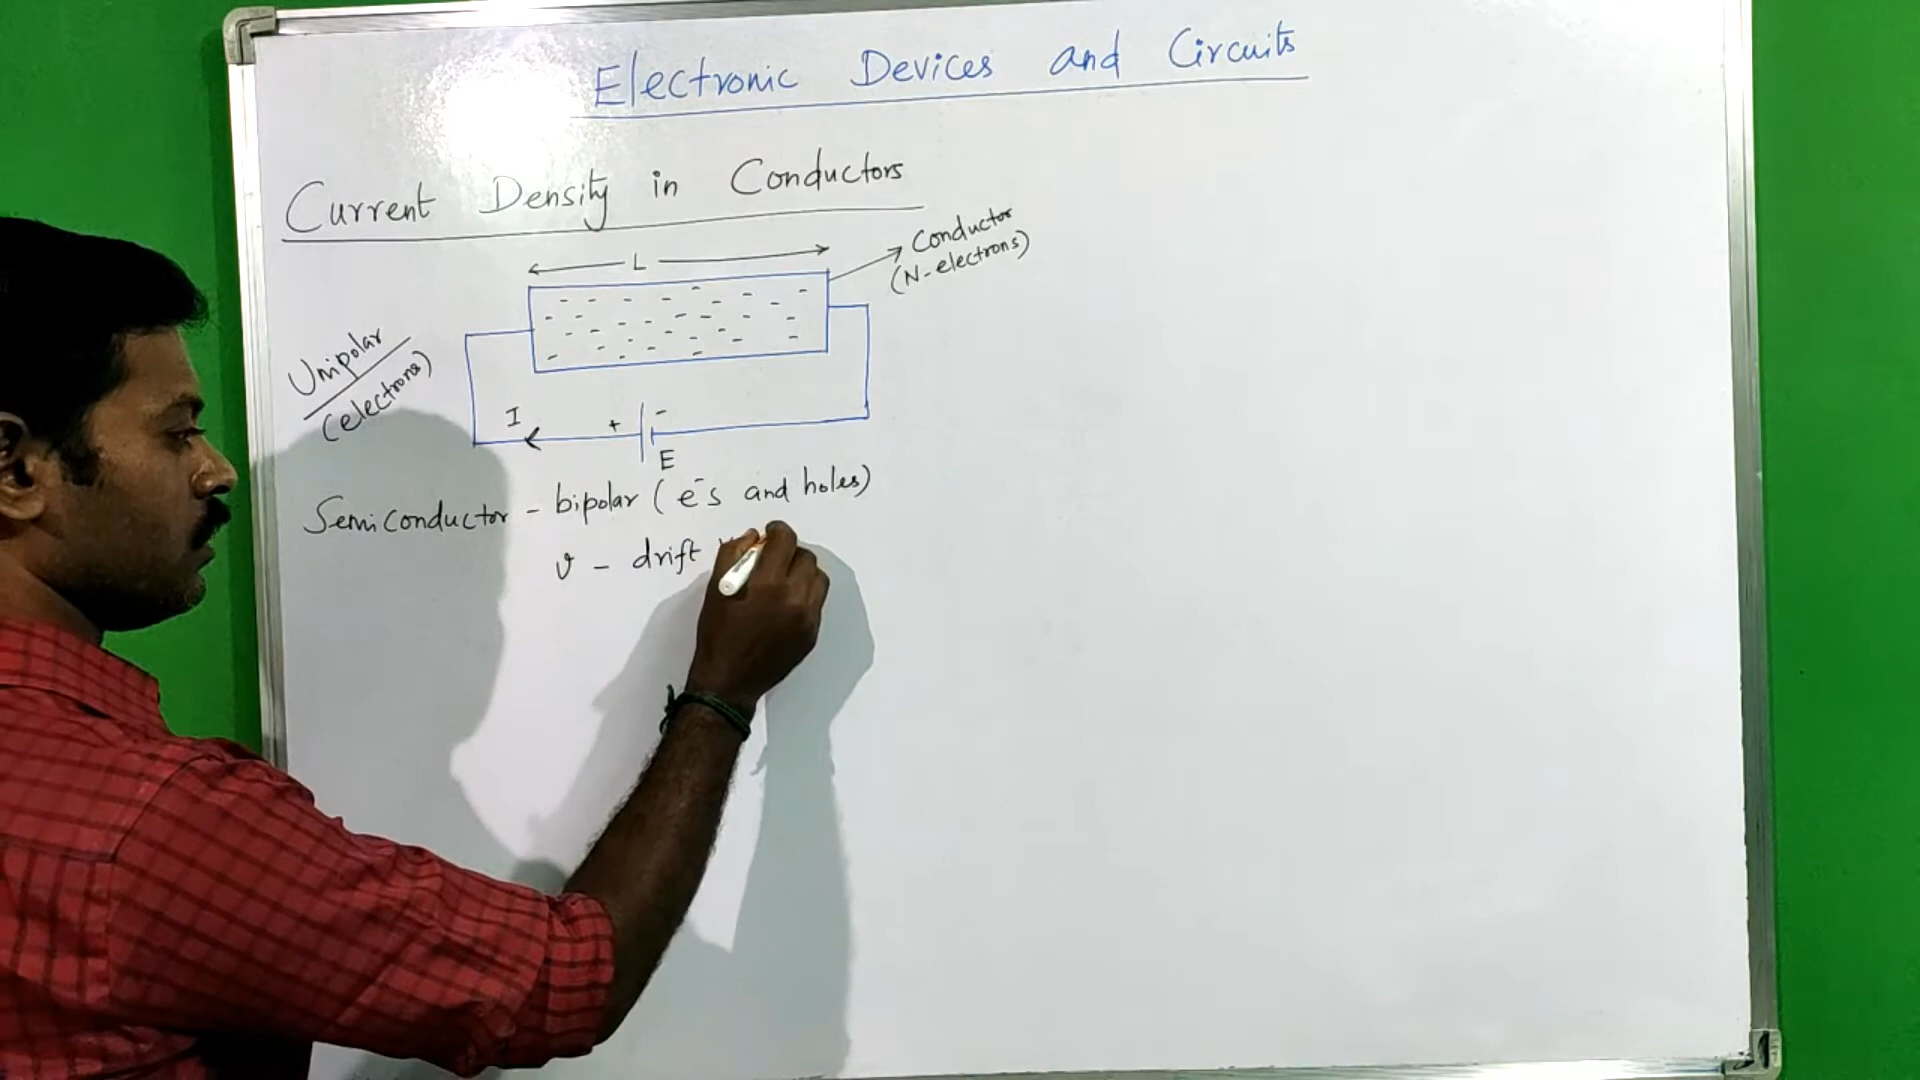 Electronic Devices and Circuits
Current Density in Conductors
L
Conductor
(N-electrons)
Unipolar
(electrons)
I
+
-
E
Semiconductor - bipolar (e⁻s and holes)
v - drift